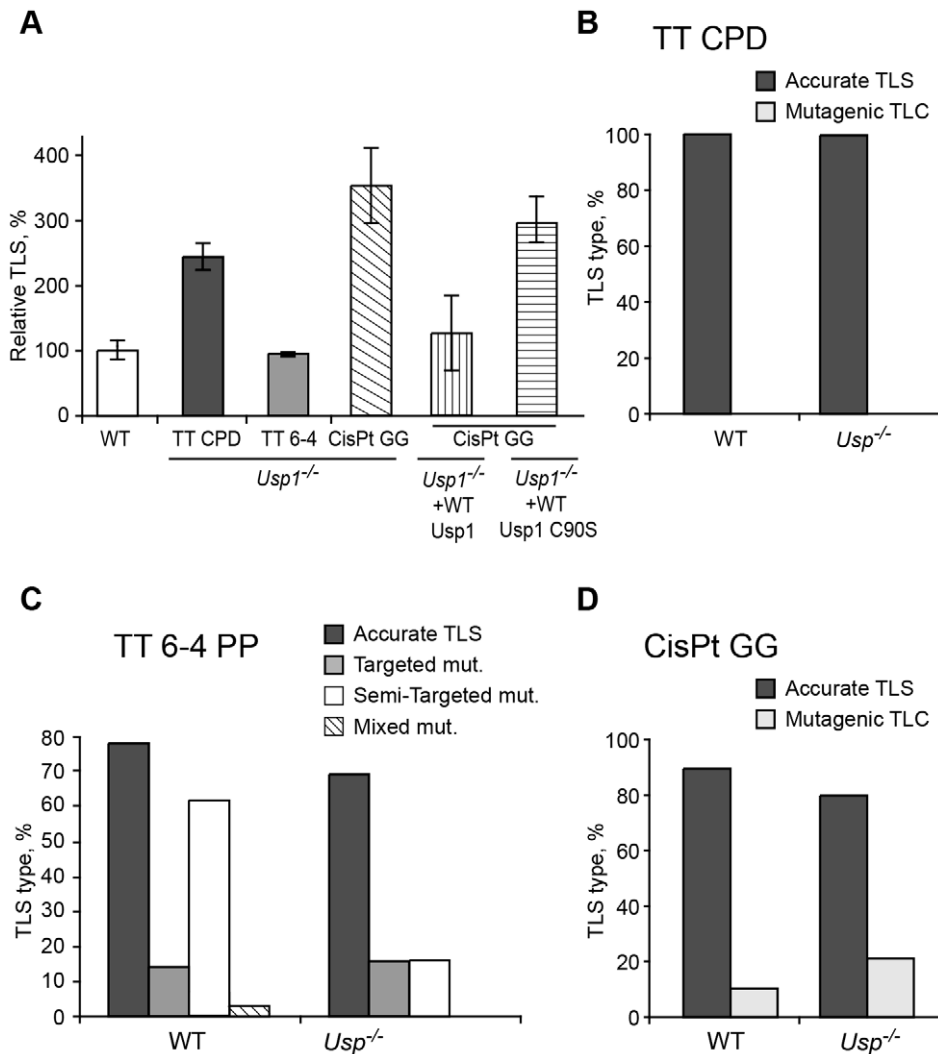 A
Relative TLS, %
400
300
200
100
0
WT
TT CPD
TT 6-4
CisPt GG
CisPt GG
Usp1-/-
Usp1-/-
+WT
Usp1
Usp1-/-
+WT
Usp1 C90S
B
TT CPD
Accurate TLS
Mutagenic TLC
TLS type, %
100
80
60
40
20
0
WT
Usp-/-
C
TT 6-4 PP
Accurate TLS
Targeted mut.
Semi-Targeted mut.
Mixed mut.
TLS type, %
80
70
60
50
40
30
20
10
0
WT
Usp-/-
D
CisPt GG
Accurate TLS
Mutagenic TLC
TLS type, %
100
80
60
40
20
0
WT
Usp-/-